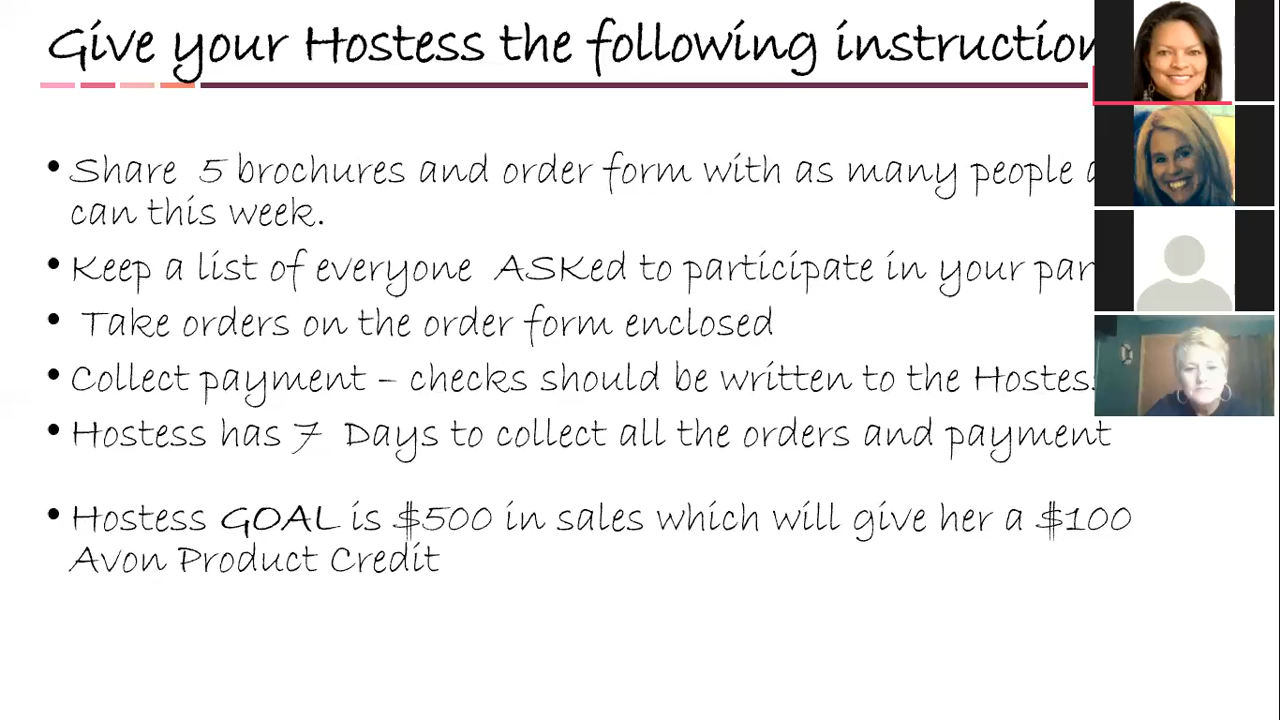 Give your Hostess the following instruction
• Share 5 brochures and order form with as many people
can this week.
• Keep a list of everyone ASKed to participate in your par
• Take orders on the order form enclosed
• Collect payment – checks should be written to the Hostes
• Hostess has 7 Days to collect all the orders and payment
• Hostess GOAL is $500 in sales which will give her a $100
Avon Product Credit